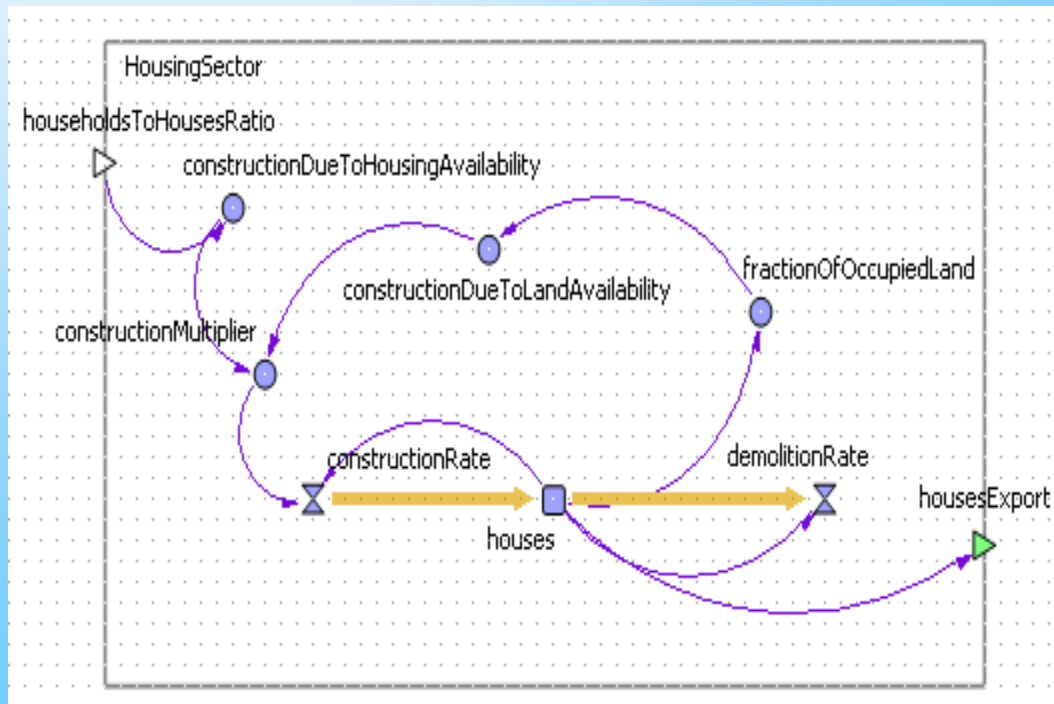 HousingSector
householdsToHousesRatio
constructionDueToHousingAvailability
fractionOfOccupiedLand
constructionDueToLandAvailability
constructionMultiplier
constructionRate
demolitionRate
housesExport
houses